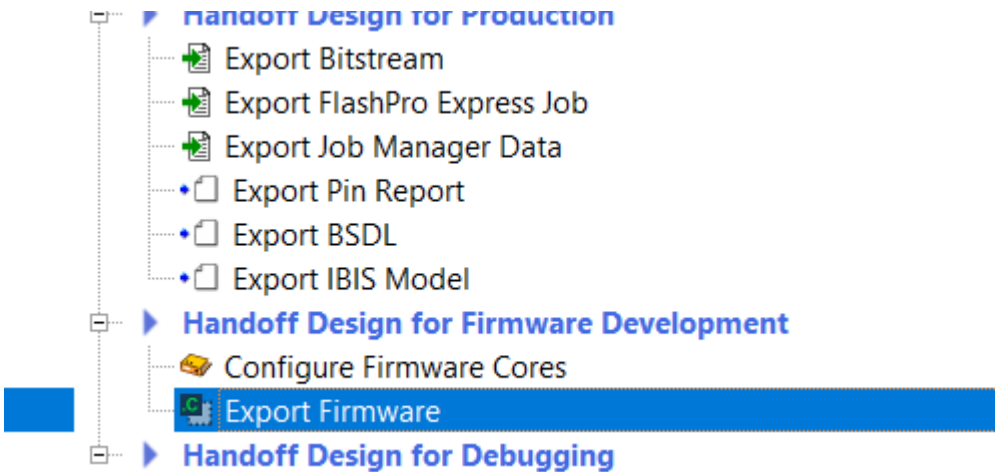 Handoff Design for Production
Export Bitstream
Export FlashPro Express Job
Export Job Manager Data
Export Pin Report
Export BSDL
Export IBIS Model
Handoff Design for Firmware Development
Configure Firmware Cores
Export Firmware
Handoff Design for Debugging